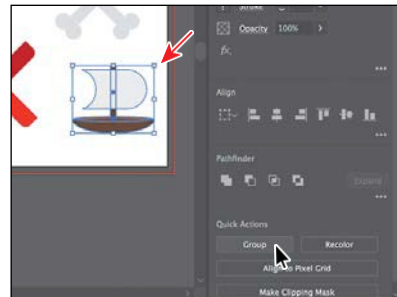 Stroke
Opacity 100%
fx.
Align
Pathfinder
Expand
Quick Actions
Group Recolor
Align to Pixel Grid
Make Clipping Mask